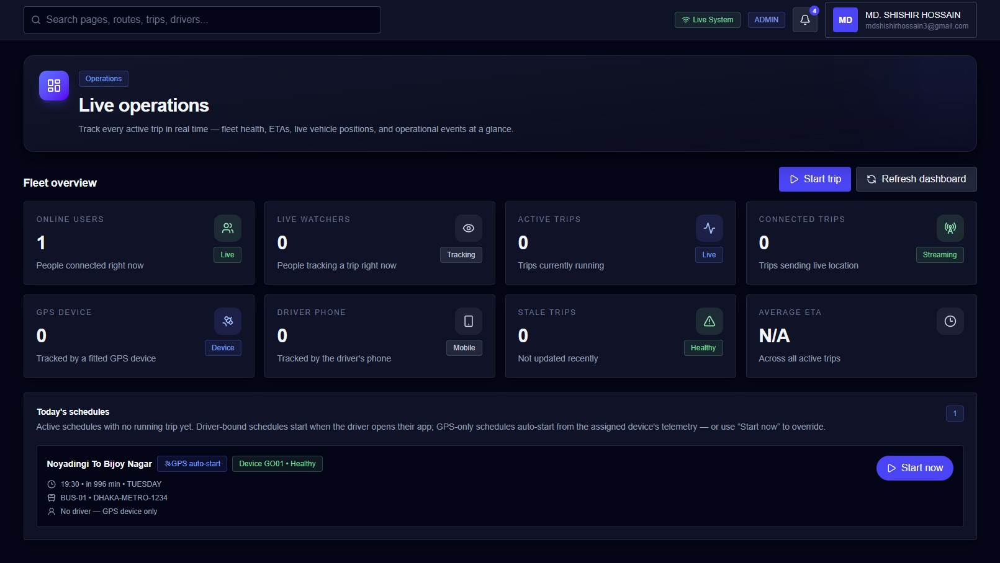 Search pages, routes, trips, drivers...
Live System
ADMIN
4
MD
MD. SHISHIR HOSSAIN
mdshishirhossain3@gmail.com
Operations
Live operations
Track every active trip in real time — fleet health, ETAs, live vehicle positions, and operational events at a glance.
Fleet overview
Start trip
Refresh dashboard
ONLINE USERS
1
Live
People connected right now
LIVE WATCHERS
0
Tracking
People tracking a trip right now
ACTIVE TRIPS
0
Live
Trips currently running
CONNECTED TRIPS
0
Streaming
Trips sending live location
GPS DEVICE
0
Device
Tracked by a fitted GPS device
DRIVER PHONE
0
Mobile
Tracked by the driver's phone
STALE TRIPS
0
Healthy
Not updated recently
AVERAGE ETA
N/A
Across all active trips
Today's schedules
1
Active schedules with no running trip yet. Driver-bound schedules start when the driver opens their app; GPS-only schedules auto-start from the assigned device's telemetry — or use “Start now” to override.
Noyadingi To Bijoy Nagar
GPS auto-start
Device GO01 • Healthy
Start now
19:30 • in 996 min • TUESDAY
BUS-01 • DHAKA-METRO-1234
No driver — GPS device only